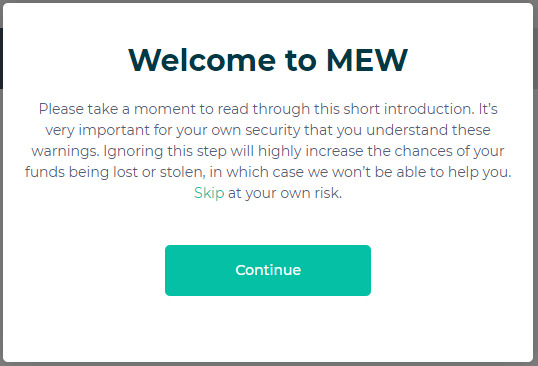 Welcome to MEW
Please take a moment to read through this short introduction. It’s
very important for your own security that you understand these
warnings. Ignoring this step will highly increase the chances of your
funds being lost or stolen, in which case we won’t be able to help you.
Skip at your own risk.
Continue